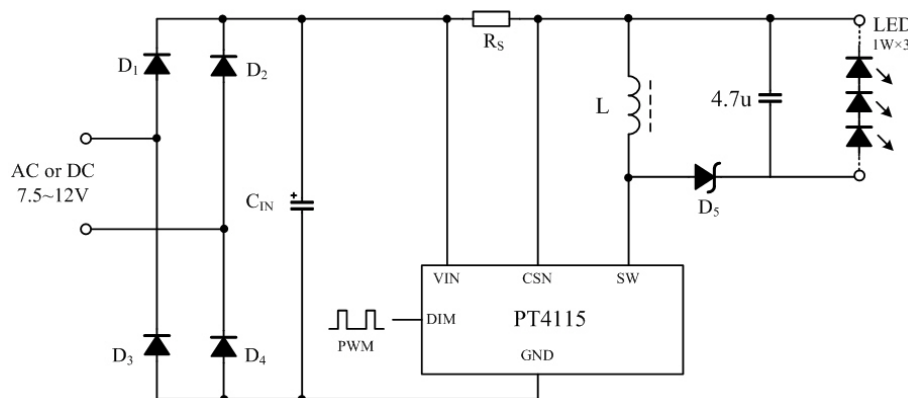 D1
D2
RS
LED
1W×3
L
4.7u
AC or DC
7.5~12V
CIN
+
D5
VIN
CSN
SW
DIM
PT4115
PWM
GND
D3
D4